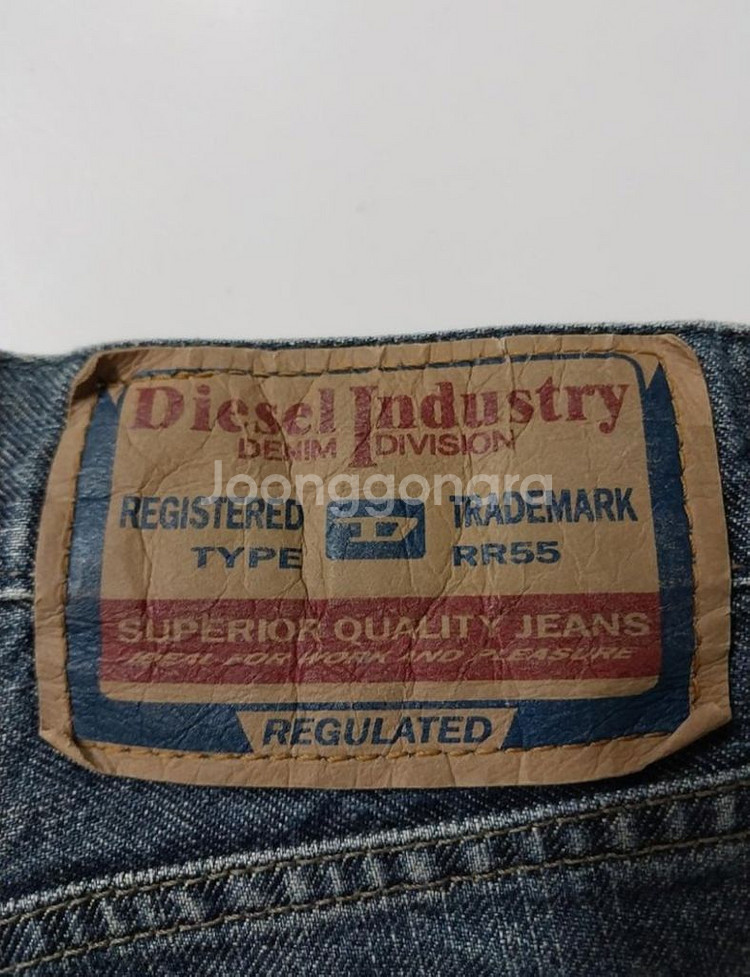 Diesel Industry
DENIM DIVISION
Joonggonara
REGISTERED D TRADEMARK
TYPE RR55
SUPERIOR QUALITY JEANS
IDEAL FOR WORK AND PLEASURE
REGULATED